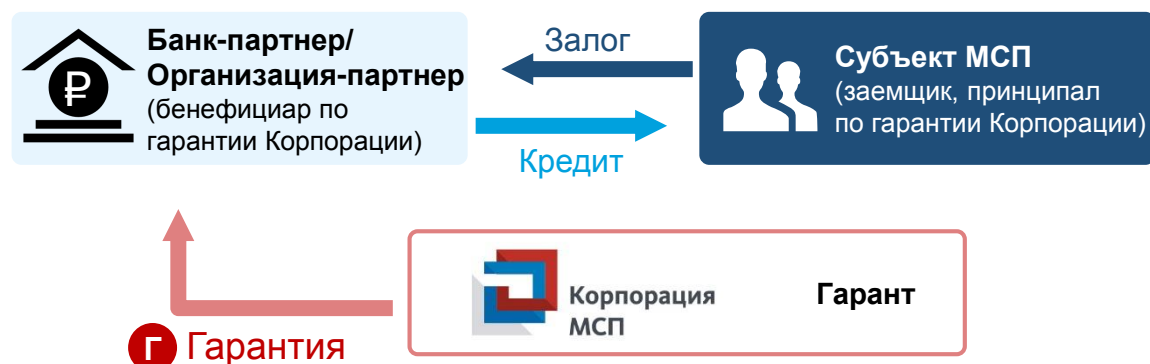 Банк-партнер/
Организация-партнер
(бенефициар по
гарантии Корпорации)
Залог
Кредит
Субъект МСП
(заемщик, принципал
по гарантии Корпорации)
Корпорация
МСП
Гарант
Г Гарантия